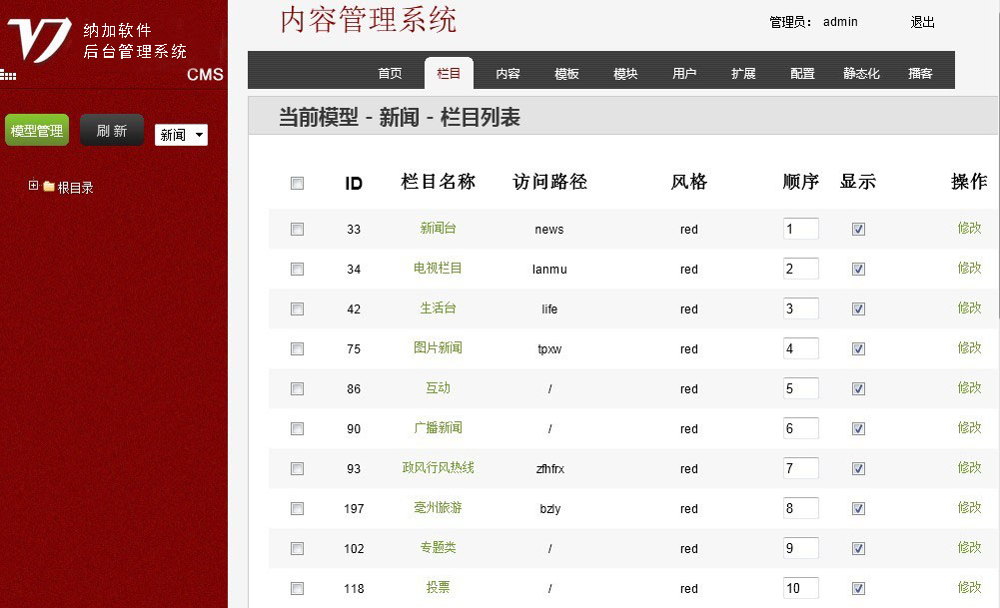 纳加软件
后台管理系统
CMS
模型管理 刷 新 新闻
根目录
内容管理系统
管理员: admin 退出
首页 栏目 内容 模板 模块 用户 扩展 配置 静态化 播客
当前模型 - 新闻 - 栏目列表
ID 栏目名称 访问路径 风格 顺序 显示 操作
33 新闻台 news red 1 修改
34 电视栏目 lanmu red 2 修改
42 生活台 life red 3 修改
75 图片新闻 tpxw red 4 修改
86 互动 / red 5 修改
90 广播新闻 / red 6 修改
93 政风行风热线 zfhfrx red 7 修改
197 亳州旅游 bzly red 8 修改
102 专题类 / red 9 修改
118 投票 / red 10 修改